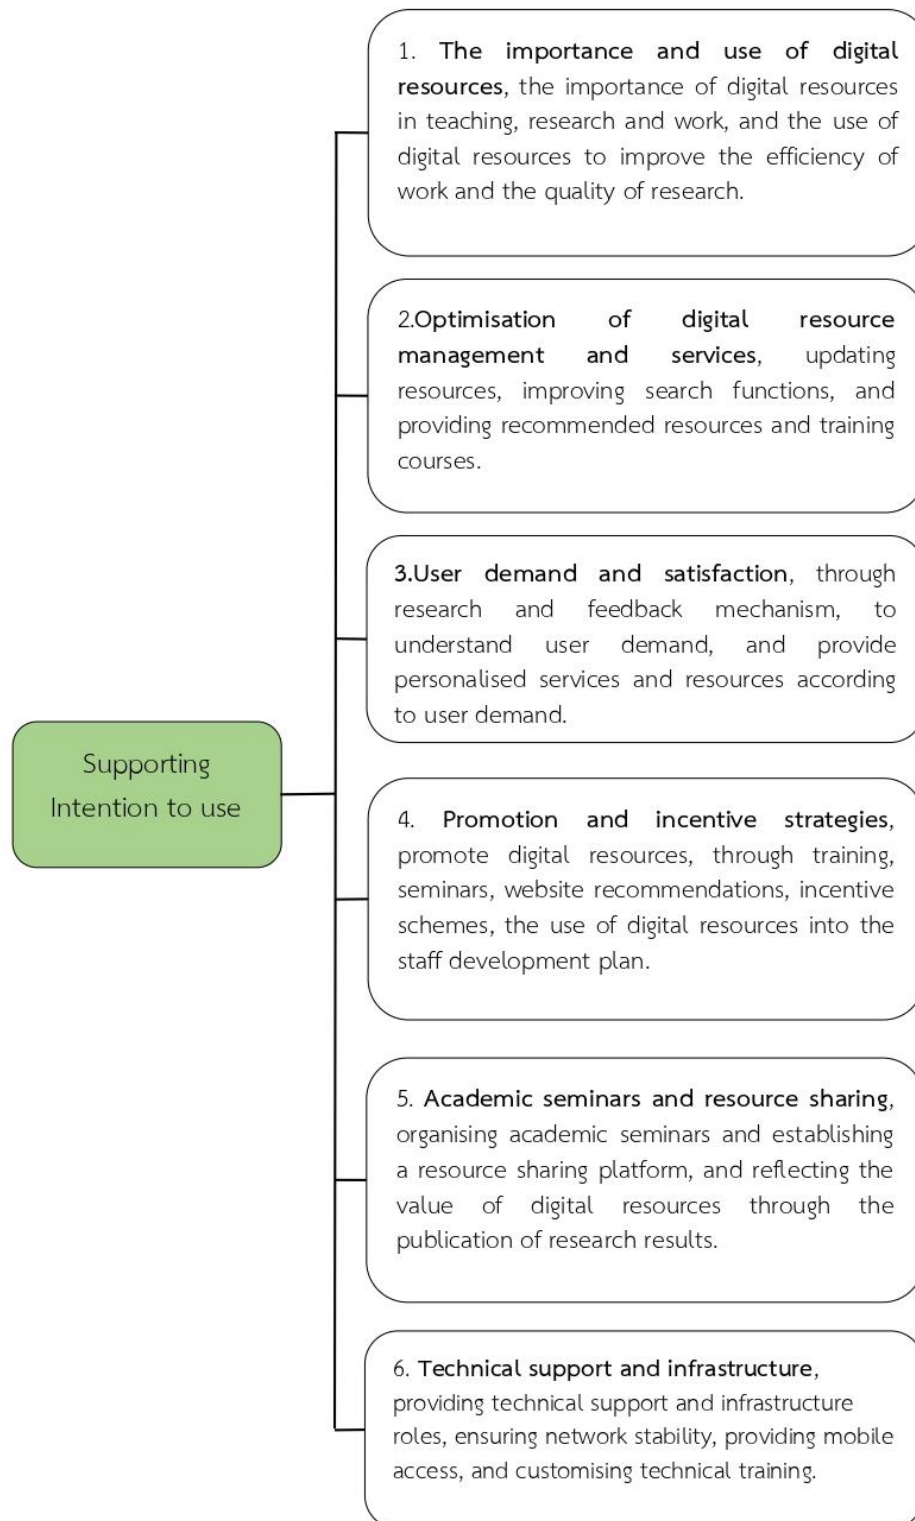 1. The importance and use of digital
resources, the importance of digital resources
in teaching, research and work, and the use of
digital resources to improve the efficiency of
work and the quality of research.
2.Optimisation of digital resource
management and services, updating
resources, improving search functions, and
providing recommended resources and training
courses.
3.User demand and satisfaction, through
research and feedback mechanism, to
understand user demand, and provide
personalised services and resources according
to user demand.
Supporting
Intention to use
4. Promotion and incentive strategies,
promote digital resources, through training,
seminars, website recommendations, incentive
schemes, the use of digital resources into the
staff development plan.
5. Academic seminars and resource sharing,
organising academic seminars and establishing
a resource sharing platform, and reflecting the
value of digital resources through the
publication of research results.
6. Technical support and infrastructure,
providing technical support and infrastructure
roles, ensuring network stability, providing mobile
access, and customising technical training.